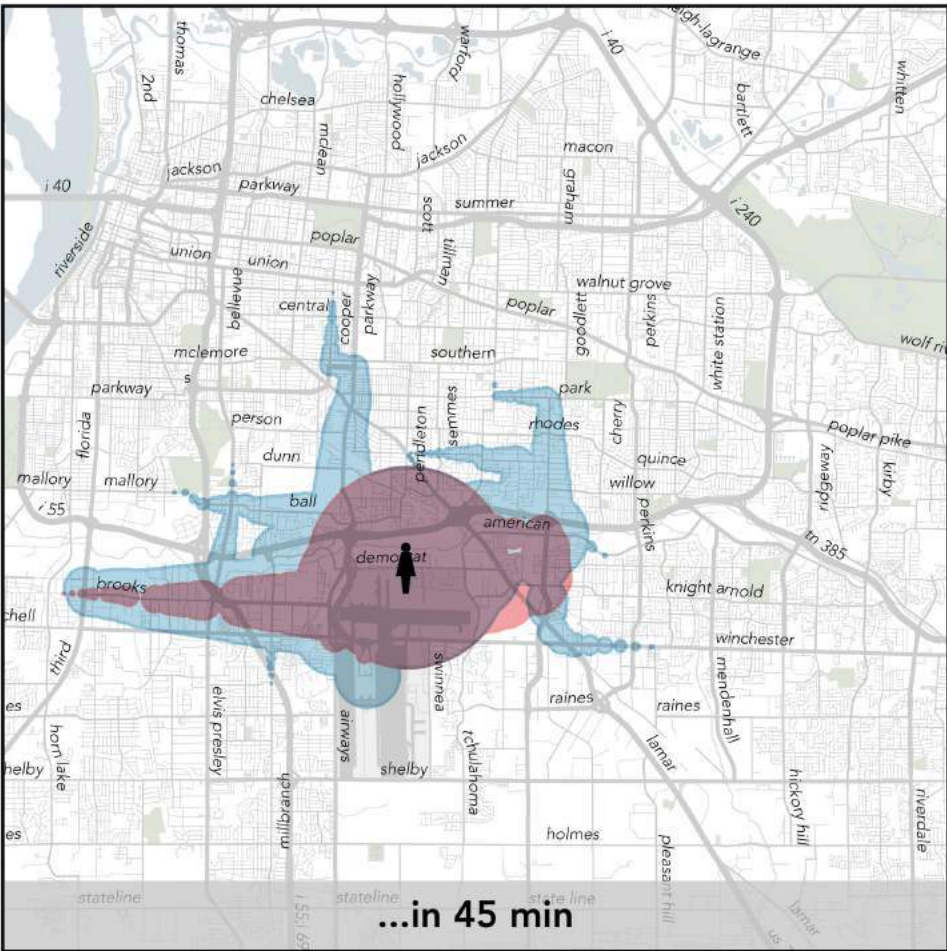 thomas
2nd
warford
i 40
leigh-lagrange
whitten
chelsea
hollywood
mclean
bartlett
jackson
jackson
macon
i 40
parkway
scott
summer
graham
i 240
riverside
union
union
poplar
tillman
bellevue
central
cooper
parkway
poplar
walnut grove
goodlett
perkins
white station
wolf ri
mclemore
s
southern
parkway
park
florida
person
pendleton
semmes
rhodes
cherry
poplar pike
mallory
mallory
dunn
quince
willow
ridgeway
kirby
i 55
ball
american
perkins
tn 385
democrat
brooks
knight arnold
chell
winchester
third
swinnea
mendenhall
es
elvis presley
airways
raines
raines
horn lake
tchulahoma
lamar
helby
shelby
millbranch
hickory hill
riverdale
es
holmes
pleasant hill
stateline
i 55;i 69
stateline
state line
lamar
us
...in 45 min